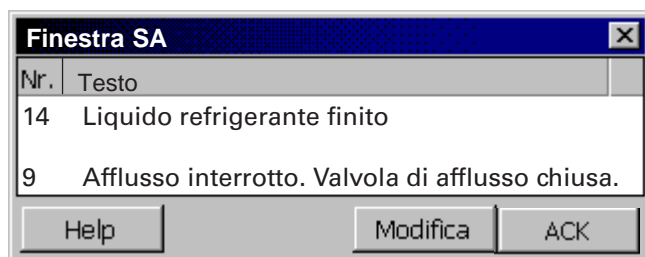 Finestra SA
Nr. Testo
14 Liquido refrigerante finito
9 Afflusso interrotto. Valvola di afflusso chiusa.
Help Modifica ACK